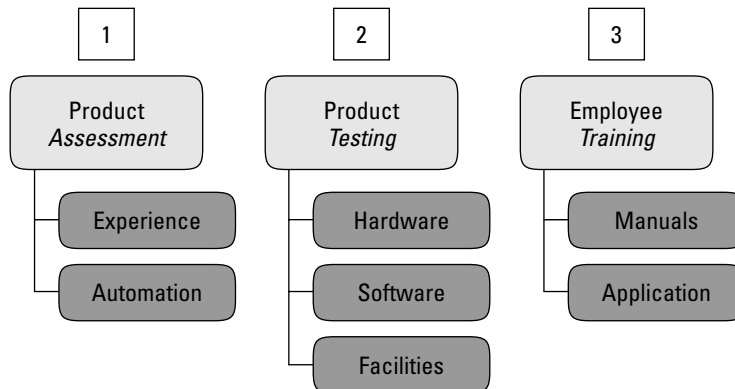 1
Product
Assessment
Experience
Automation
2
Product
Testing
Hardware
Software
Facilities
3
Employee
Training
Manuals
Application